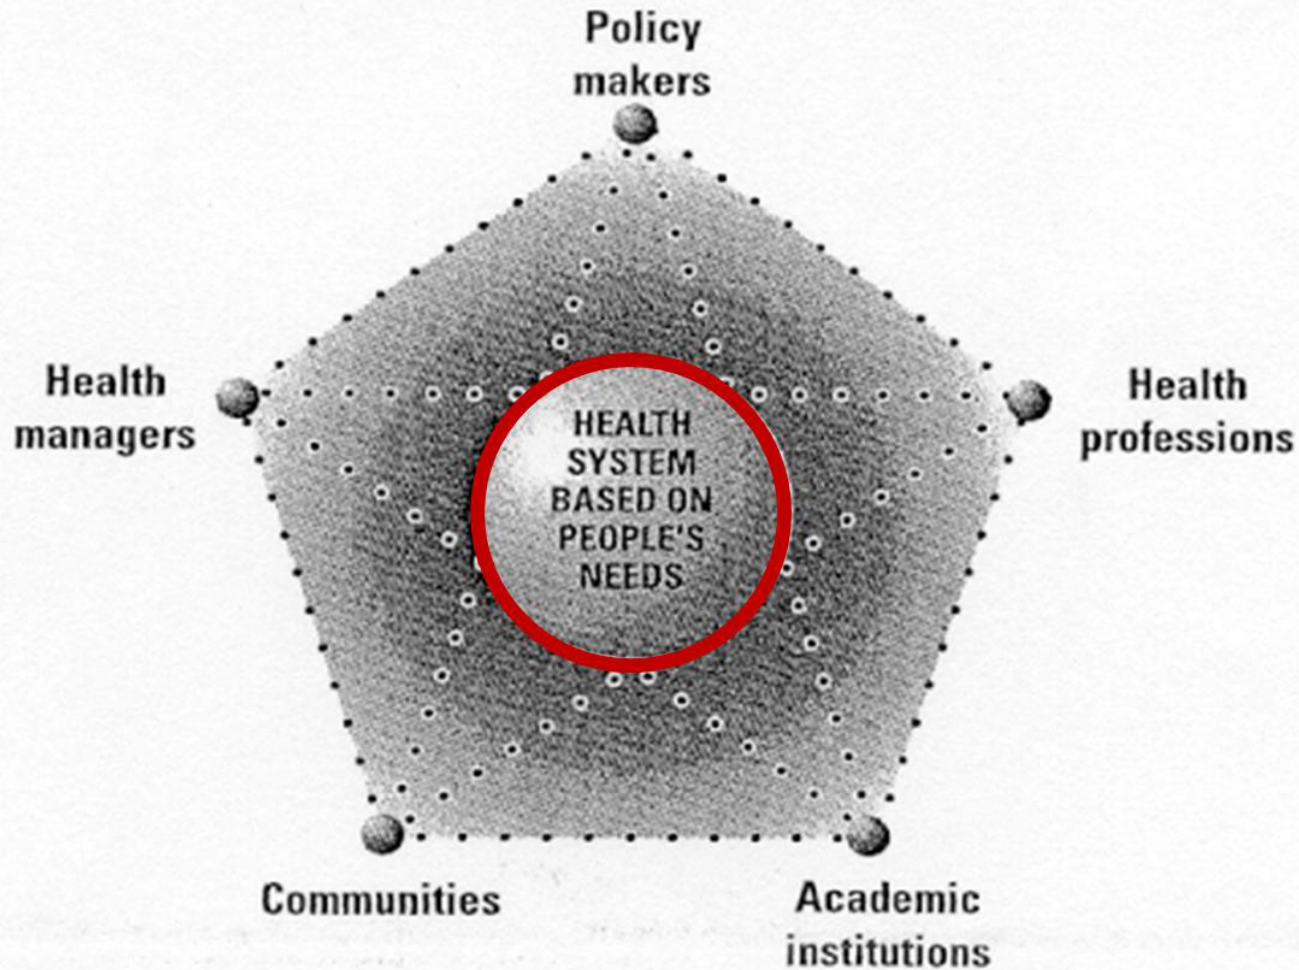 Policy
makers
Health
managers
Health
professions
HEALTH
SYSTEM
BASED ON
PEOPLE'S
NEEDS
Communities
Academic
institutions